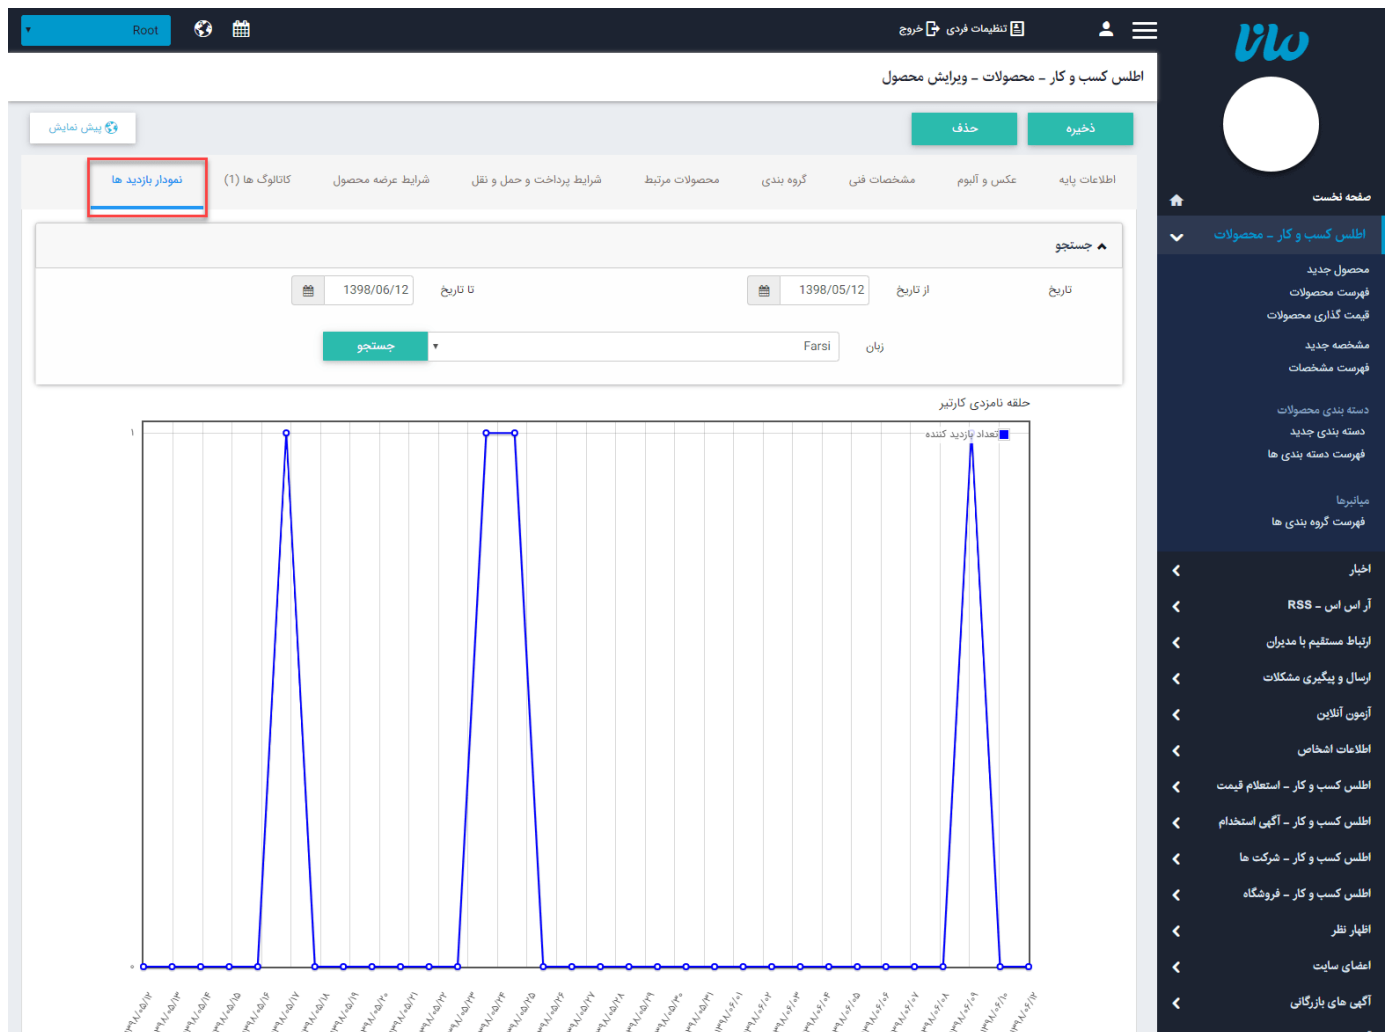 مانا
تنظیمات فردی خروج
Root
اطلس کسب و کار - محصولات - ویرایش محصول
ذخیره
حذف
پیش نمایش
اطلاعات پایه
عکس و آلبوم
مشخصات فنی
گروه بندی
محصولات مرتبط
شرایط پرداخت و حمل و نقل
شرایط عرضه محصول
کاتالوگ ها (1)
نمودار بازدید ها
جستجو
تاریخ
از تاریخ
1398/05/12
تا تاریخ
1398/06/12
زبان
Farsi
جستجو
حلقه نامزدی کارتیر
تعداد بازدید کننده
۱
۰
صفحه نخست
اطلس کسب و کار - محصولات
محصول جدید
فهرست محصولات
قیمت گذاری محصولات
مشخصه جدید
فهرست مشخصات
دسته بندی محصولات
دسته بندی جدید
فهرست دسته بندی ها
میانبرها
فهرست گروه بندی ها
اخبار
آر اس اس - RSS
ارتباط مستقیم با مدیران
ارسال و پیگیری مشکلات
آزمون آنلاین
اطلاعات اشخاص
اطلس کسب و کار - استعلام قیمت
اطلس کسب و کار - آگهی استخدام
اطلس کسب و کار - شرکت ها
اطلس کسب و کار - فروشگاه
اظهار نظر
اعضای سایت
آگهی های بازرگانی